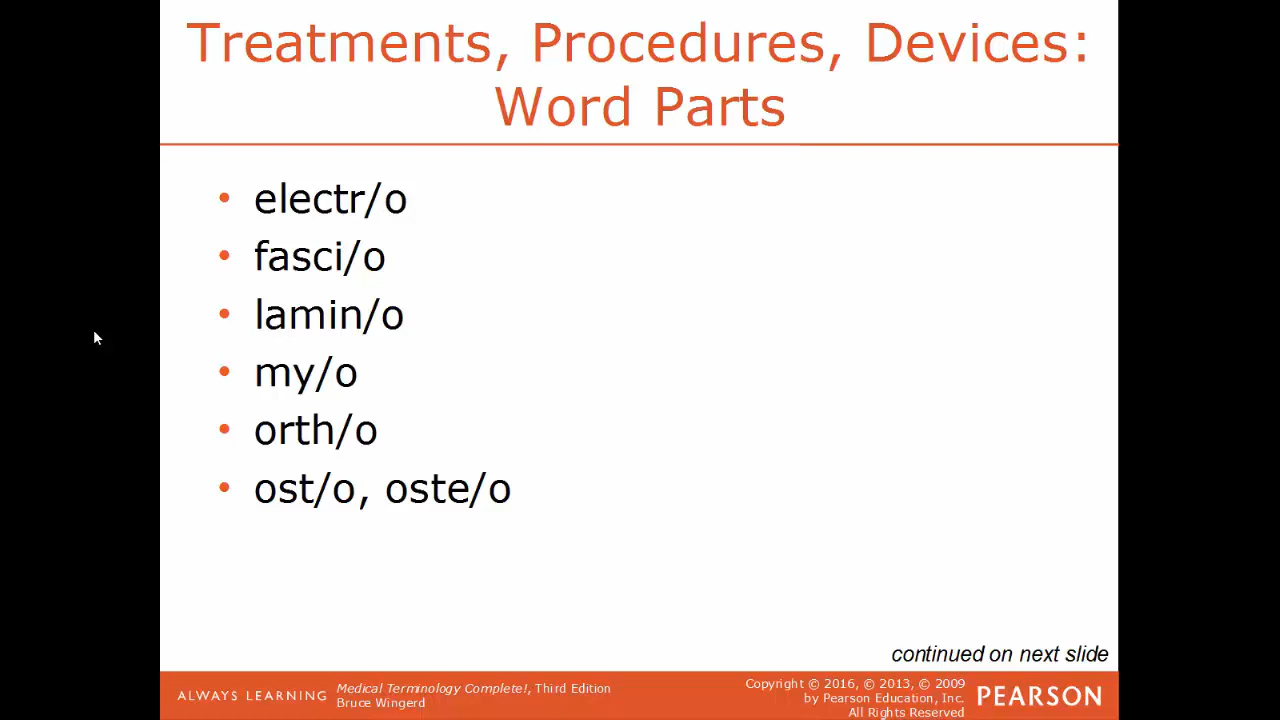 Treatments, Procedures, Devices:
Word Parts
• electr/o
• fasci/o
• lamin/o
• my/o
• orth/o
• ost/o, oste/o
continued on next slide
ALWAYS LEARNING
Medical Terminology Complete!, Third Edition
Bruce Wingerd
Copyright © 2016, © 2013, © 2009
by Pearson Education, Inc.
All Rights Reserved
PEARSON